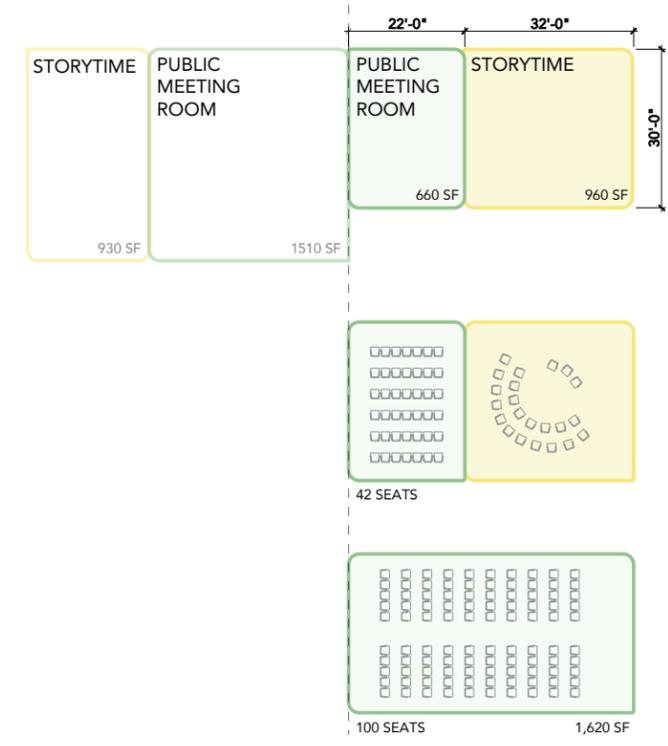 22'-0"
32'-0"
STORYTIME
PUBLIC
MEETING
ROOM
PUBLIC
MEETING
ROOM
STORYTIME
30'-0"
660 SF
960 SF
930 SF
1510 SF
42 SEATS
100 SEATS
1,620 SF